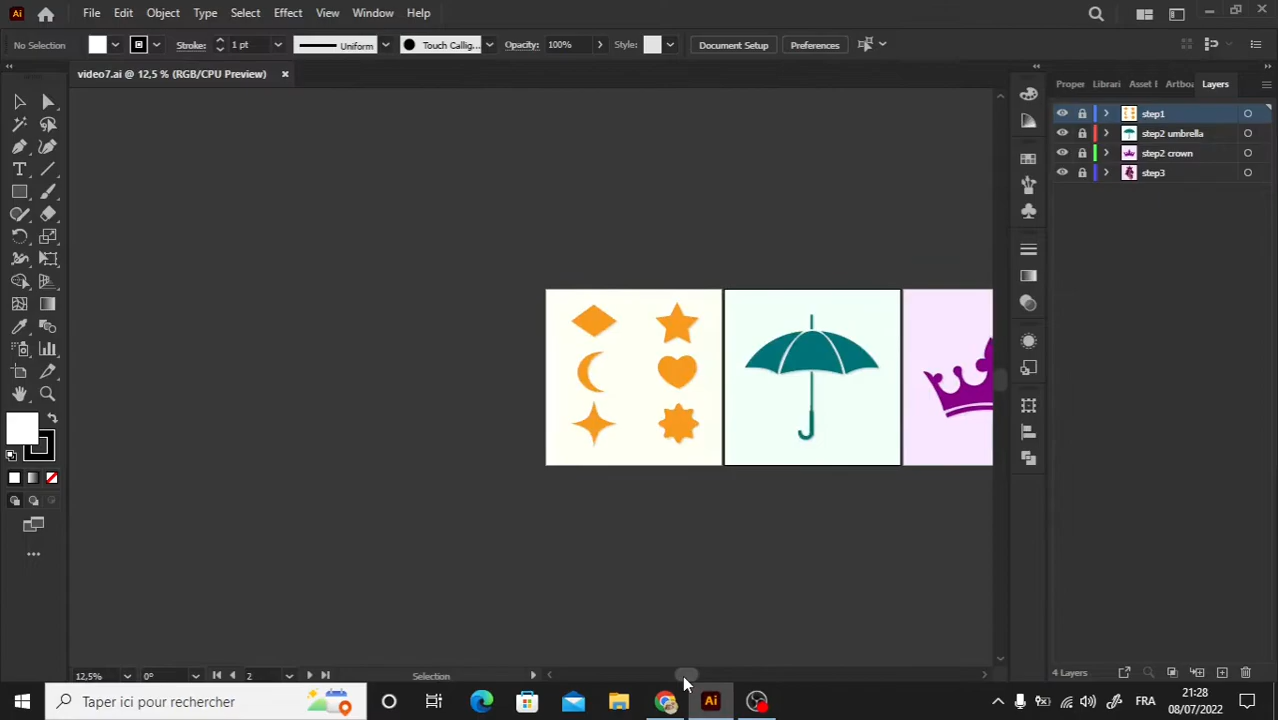 Ai File Edit Object Type Select Effect View Window Help
No Selection Stroke: 1 pt Uniform Touch Callig... Opacity: 100% Style: Document Setup Preferences
video7.ai @ 12,5 % (RGB/CPU Preview)
Proper Librari Asset E Artboa Layers
step1
step2 umbrella
step2 crown
step3
12,5% 0° 2 Selection 4 Layers
Taper ici pour rechercher Ai FRA 21:28
08/07/2022